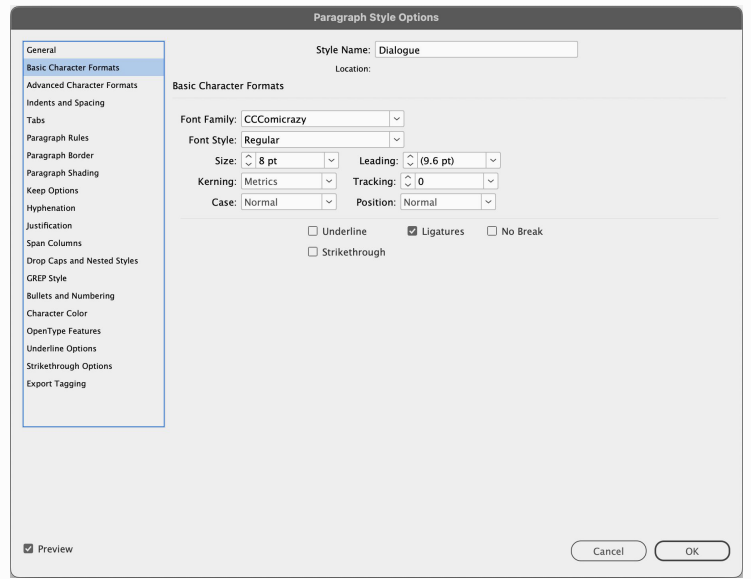 Paragraph Style Options
General
Basic Character Formats
Advanced Character Formats
Indents and Spacing
Tabs
Paragraph Rules
Paragraph Border
Paragraph Shading
Keep Options
Hyphenation
Justification
Span Columns
Drop Caps and Nested Styles
GREP Style
Bullets and Numbering
Character Color
OpenType Features
Underline Options
Strikethrough Options
Export Tagging
Style Name: Dialogue
Location:
Basic Character Formats
Font Family: CCComicrazy
Font Style: Regular
Size: 8 pt Leading: (9.6 pt)
Kerning: Metrics Tracking: 0
Case: Normal Position: Normal
Underline Ligatures No Break
Strikethrough
Preview Cancel OK